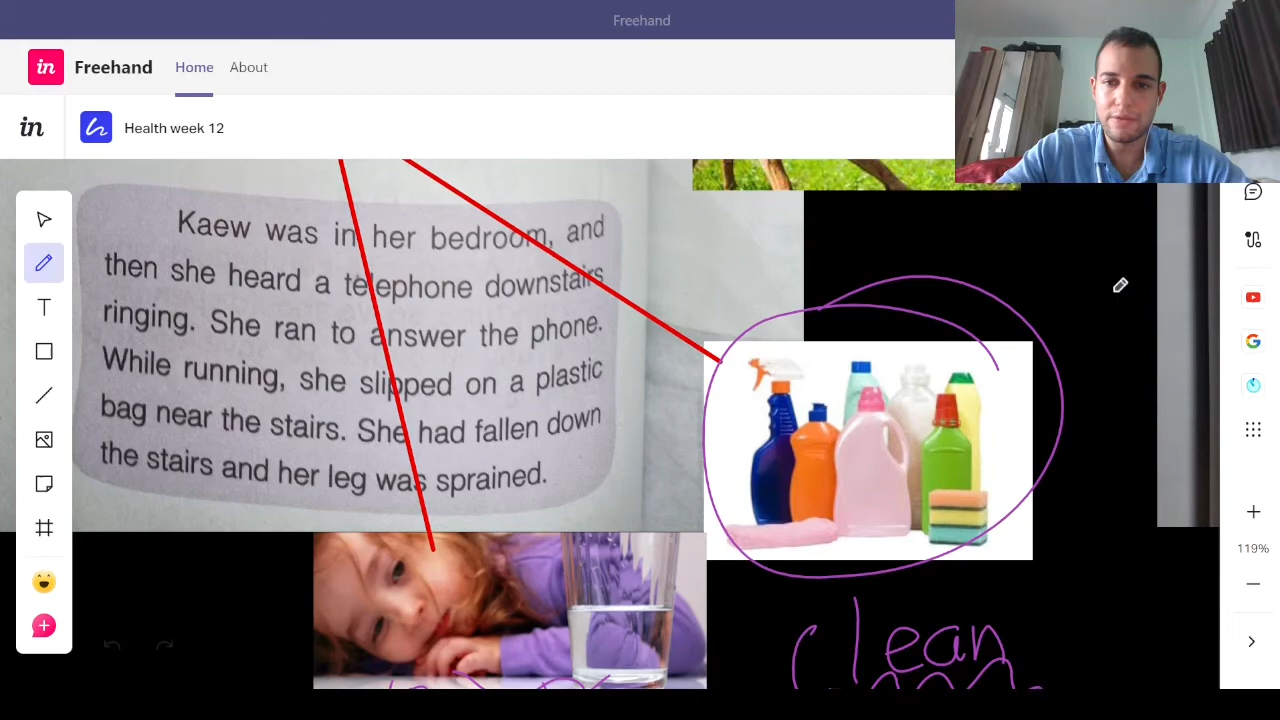 Freehand
in Freehand Home About
in Health week 12
Kaew was in her bedroom, and
then she heard a telephone downstairs
ringing. She ran to answer the phone.
While running, she slipped on a plastic
bag near the stairs. She had fallen down
the stairs and her leg was sprained.
T
G
119%
clean